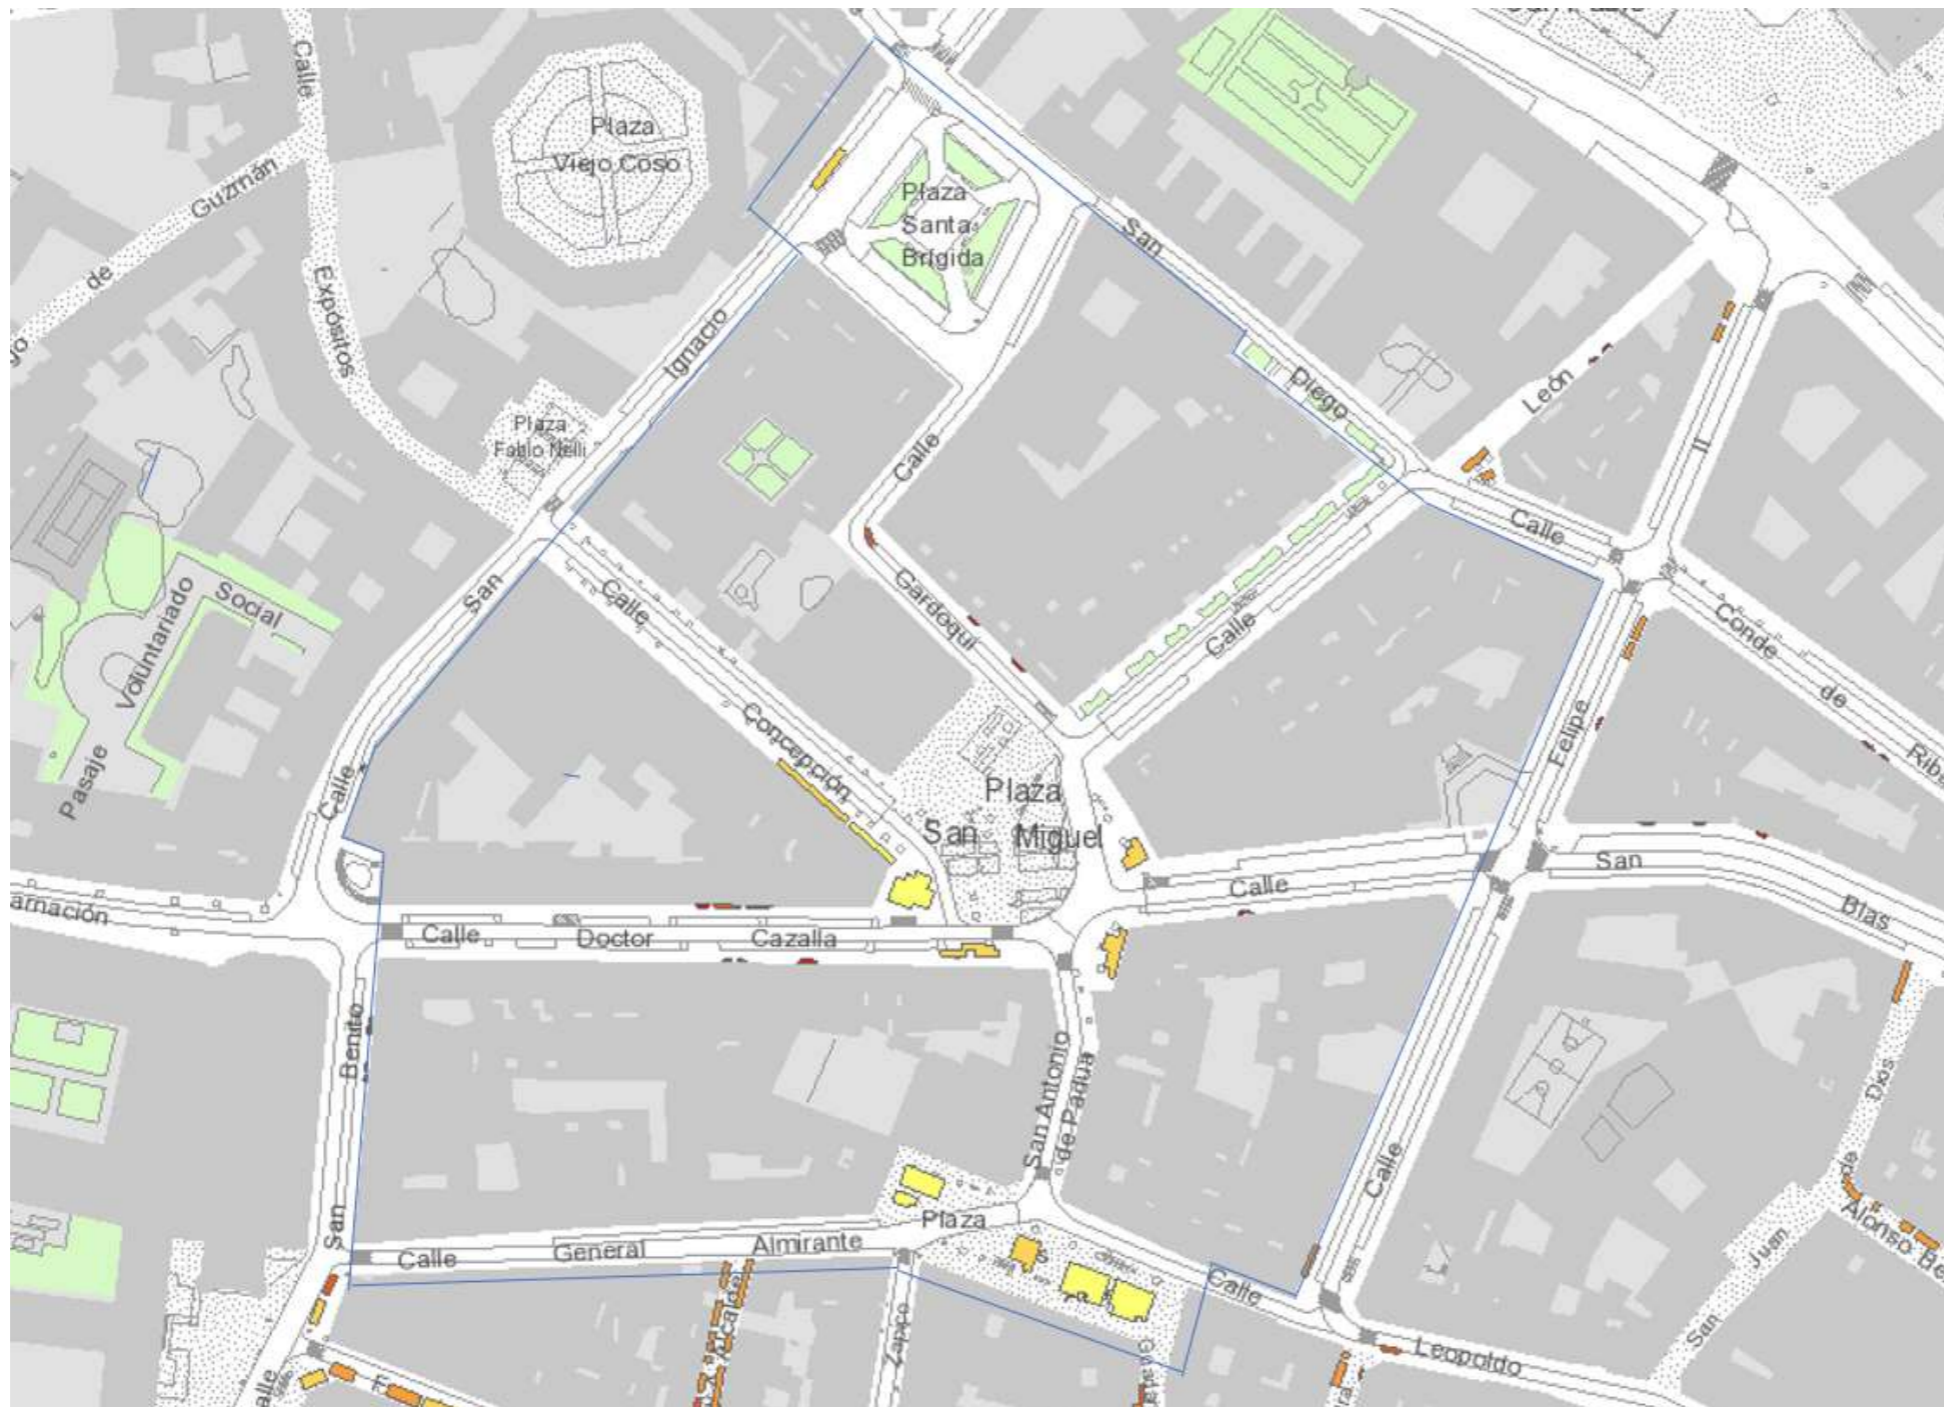 Calle
Plaza
Viejo Coso
Guzmán
de
Expósitos
Plaza
Santa
Brígida
San
Ignacio
Diego
León
II
Plaza
Fabio Nelli
Calle
Calle
San
Calle
Gardoqui
Calle
Conde
de
Social
Voluntariado
Pasaje
Concepción
Calle
Felipe
Plaza
San Miguel
Calle
San
Blas
arnación
Calle Doctor Cazalla
Benito
San Antonio
de Padua
Calle
Dios
de
Juan
San
San
Plaza
Calle General Almirante
Calle
Zapico
Leopoldo
Alonso Be
alle